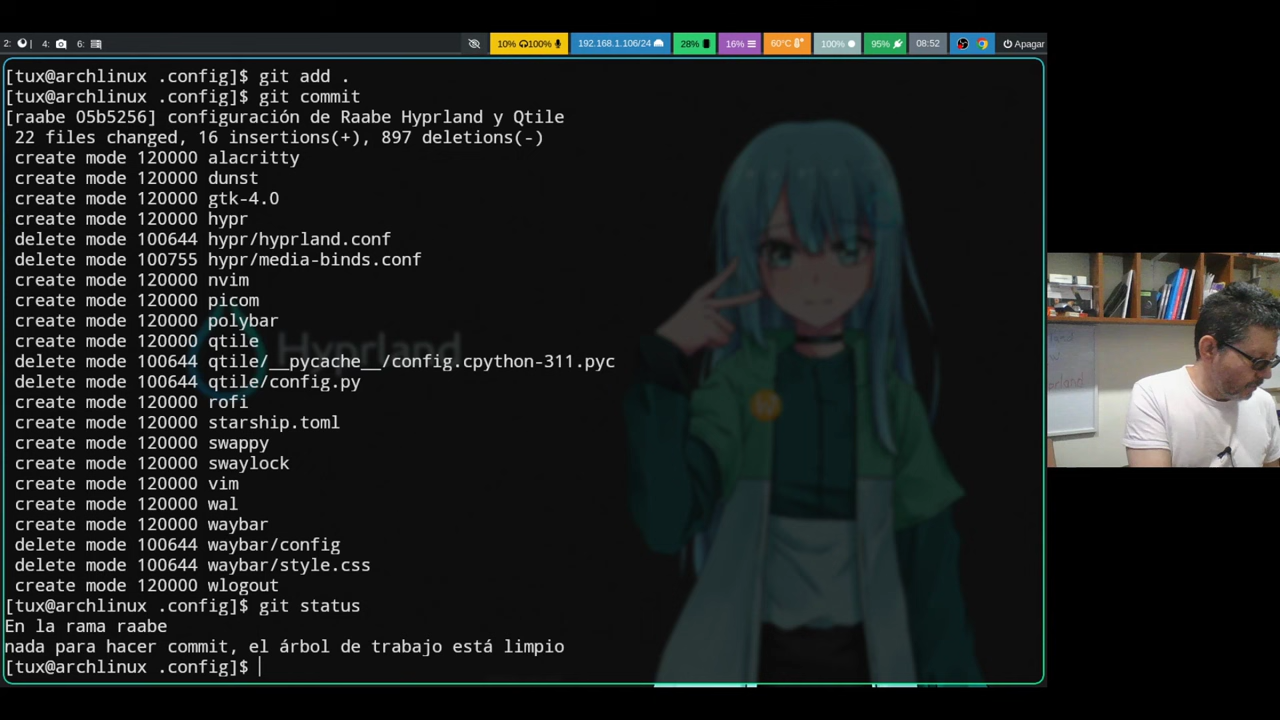 2: | 4: 6: 10% 100% 192.168.1.106/24 28% 16% 60°C 100% 95% 08:52 Apagar
[tux@archlinux .config]$ git add .
[tux@archlinux .config]$ git commit
[raabe 05b5256] configuración de Raabe Hyprland y Qtile
22 files changed, 16 insertions(+), 897 deletions(-)
create mode 120000 alacritty
create mode 120000 dunst
create mode 120000 gtk-4.0
create mode 120000 hypr
delete mode 100644 hypr/hyprland.conf
delete mode 100755 hypr/media-binds.conf
create mode 120000 nvim
create mode 120000 picom
create mode 120000 polybar
create mode 120000 qtile
Hyprland
delete mode 100644 qtile/__pycache__/config.cpython-311.pyc
delete mode 100644 qtile/config.py
create mode 120000 rofi
create mode 120000 starship.toml
create mode 120000 swappy
create mode 120000 swaylock
create mode 120000 vim
create mode 120000 wal
create mode 120000 waybar
delete mode 100644 waybar/config
delete mode 100644 waybar/style.css
create mode 120000 wlogout
[tux@archlinux .config]$ git status
En la rama raabe
nada para hacer commit, el árbol de trabajo está limpio
[tux@archlinux .config]$